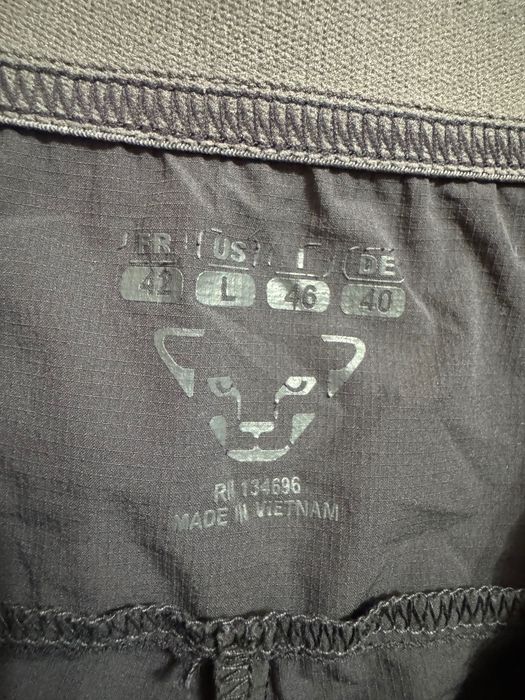 FR US I DE
42 L 46 40
RN 134696
MADE IN VIETNAM